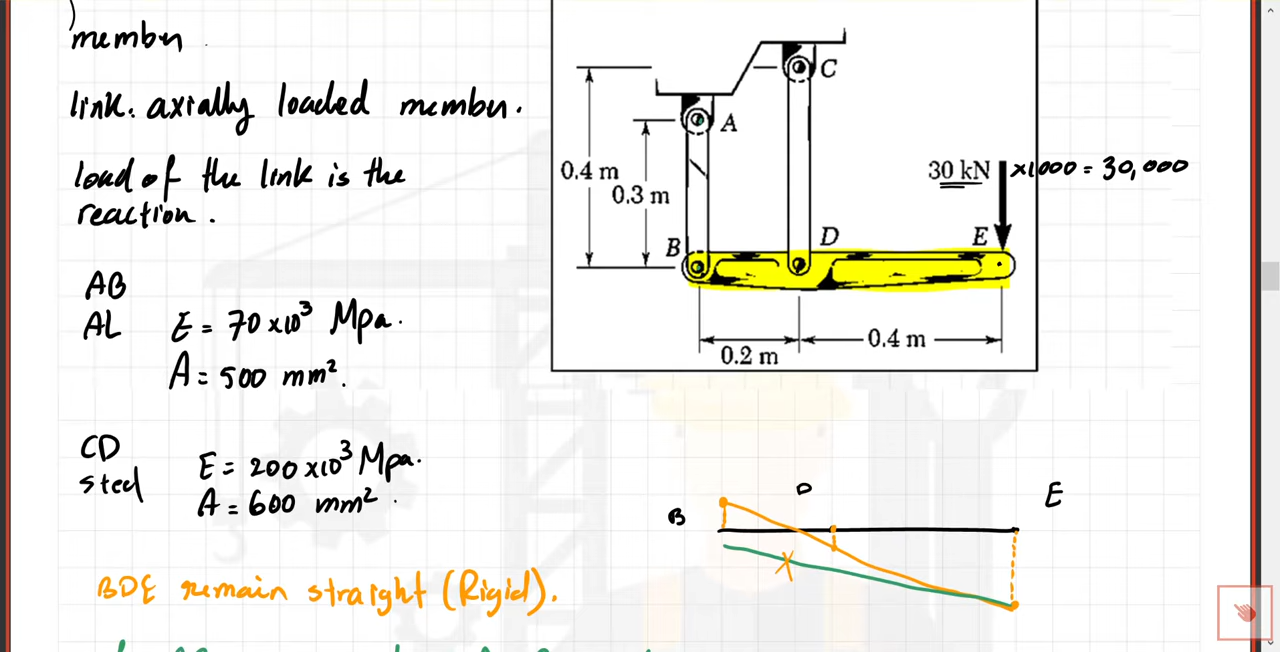 member.
link. axially loaded member.
load of the link is the
reaction.
AB
AL E = 70 x10³ Mpa.
A = 500 mm².
CD
steel E = 200 x10³ Mpa.
A = 600 mm².
BDE remain straight (Rigid).
C
A
0.4 m
0.3 m
30 kN x1000 = 30,000
B
D
E
0.2 m
0.4 m
B
D
E